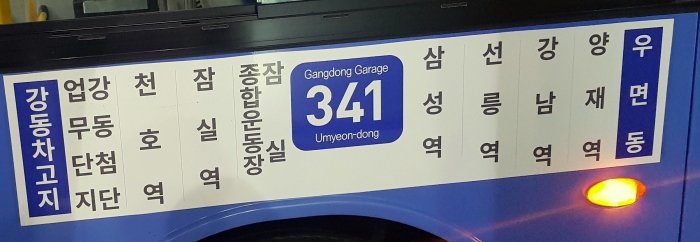 강동차고지
강동첨단
업무단지
천호역
잠실역
잠실
종합운동장
Gangdong Garage
341
Umyeon-dong
삼성역
선릉역
강남역
양재역
우면동